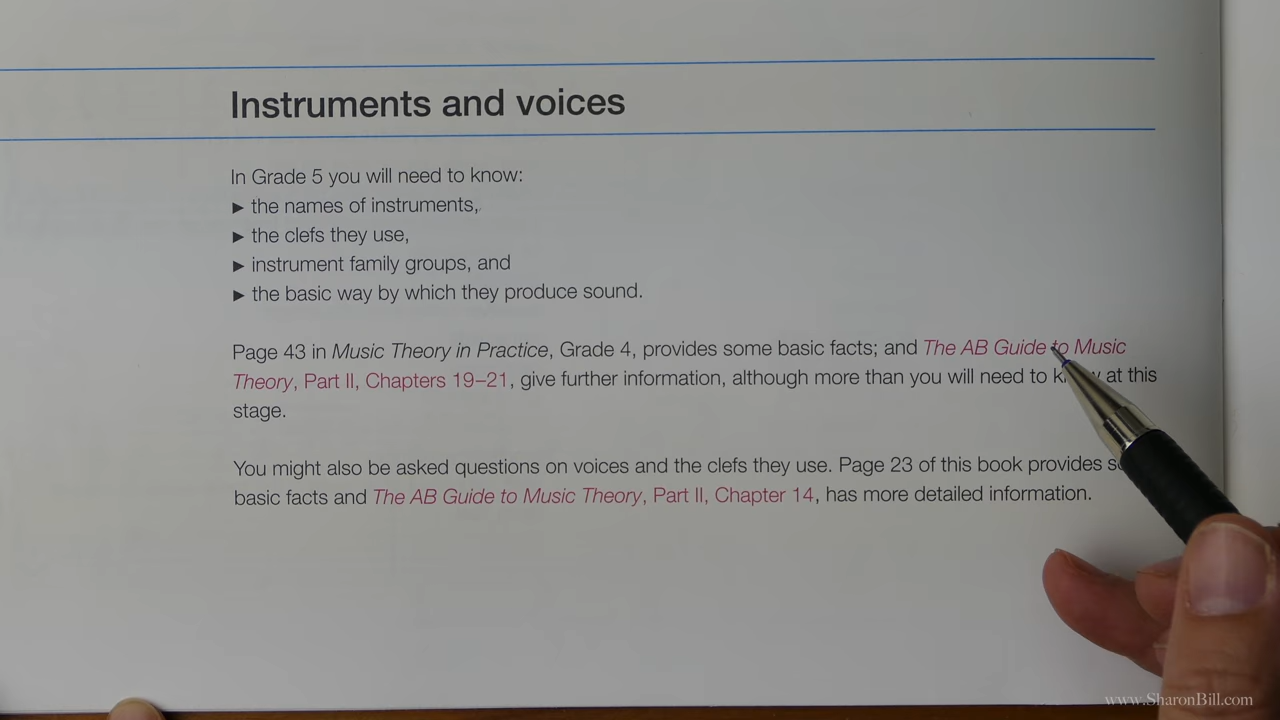 Instruments and voices
In Grade 5 you will need to know:
▶ the names of instruments,
▶ the clefs they use,
▶ instrument family groups, and
▶ the basic way by which they produce sound.
Page 43 in Music Theory in Practice, Grade 4, provides some basic facts; and The AB Guide to Music
Theory, Part II, Chapters 19–21, give further information, although more than you will need to at this
stage.
You might also be asked questions on voices and the clefs they use. Page 23 of this book provides
basic facts and The AB Guide to Music Theory, Part II, Chapter 14, has more detailed information.
www.SharonBill.com